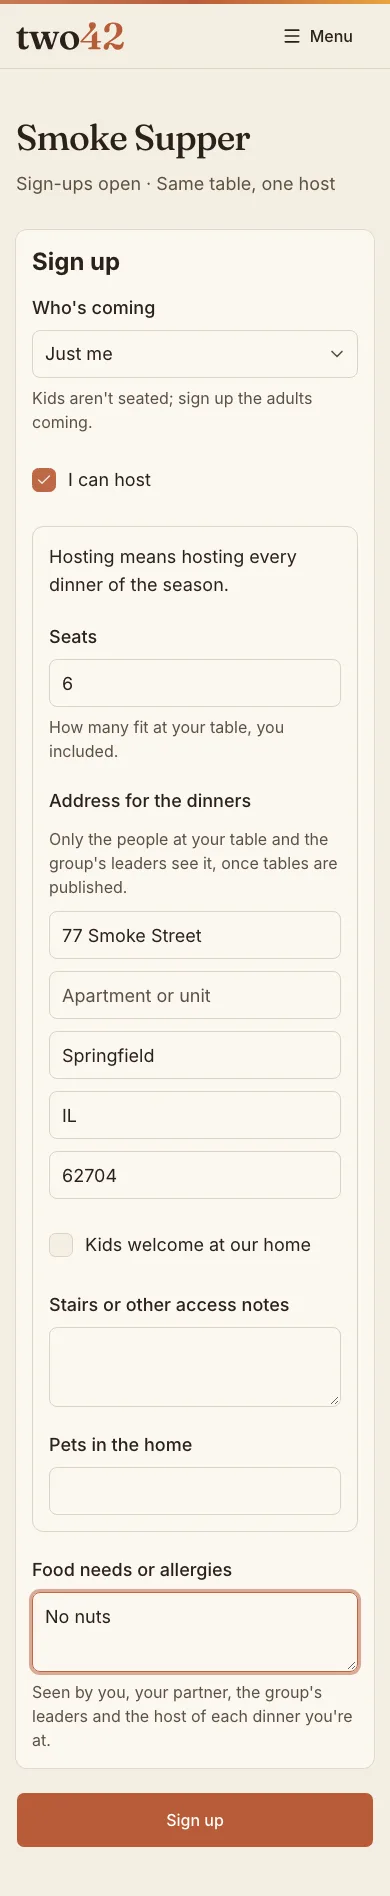 two42
☰ Menu
Smoke Supper
Sign-ups open · Same table, one host
Sign up
Who's coming
Just me
Kids aren't seated; sign up the adults
coming.
I can host
Hosting means hosting every
dinner of the season.
Seats
6
How many fit at your table, you
included.
Address for the dinners
Only the people at your table and the
group's leaders see it, once tables are
published.
77 Smoke Street
Apartment or unit
Springfield
IL
62704
Kids welcome at our home
Stairs or other access notes
Pets in the home
Food needs or allergies
No nuts
Seen by you, your partner, the group's
leaders and the host of each dinner you're
at.
Sign up